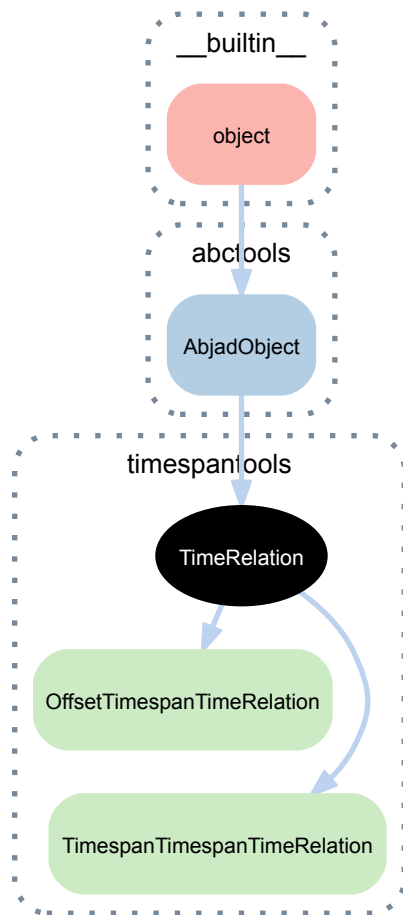 __builtin__
object
abctools
AbjadObject
timespantools
TimeRelation
OffsetTimespanTimeRelation
TimespanTimespanTimeRelation